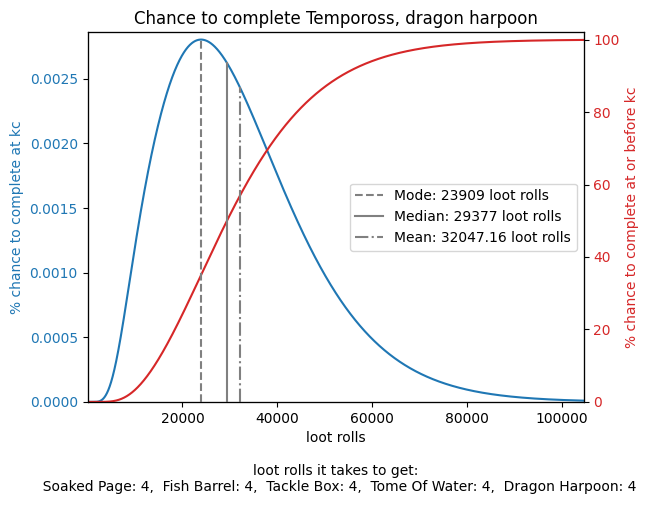 Chance to complete Tempoross, dragon harpoon
% chance to complete at kc
0.0025
0.0020
0.0015
0.0010
0.0005
0.0000
Mode: 23909 loot rolls
Median: 29377 loot rolls
Mean: 32047.16 loot rolls
100
80
60
40
20
0
% chance to complete at or before kc
20000 40000 60000 80000 100000
loot rolls
loot rolls it takes to get:
Soaked Page: 4, Fish Barrel: 4, Tackle Box: 4, Tome Of Water: 4, Dragon Harpoon: 4